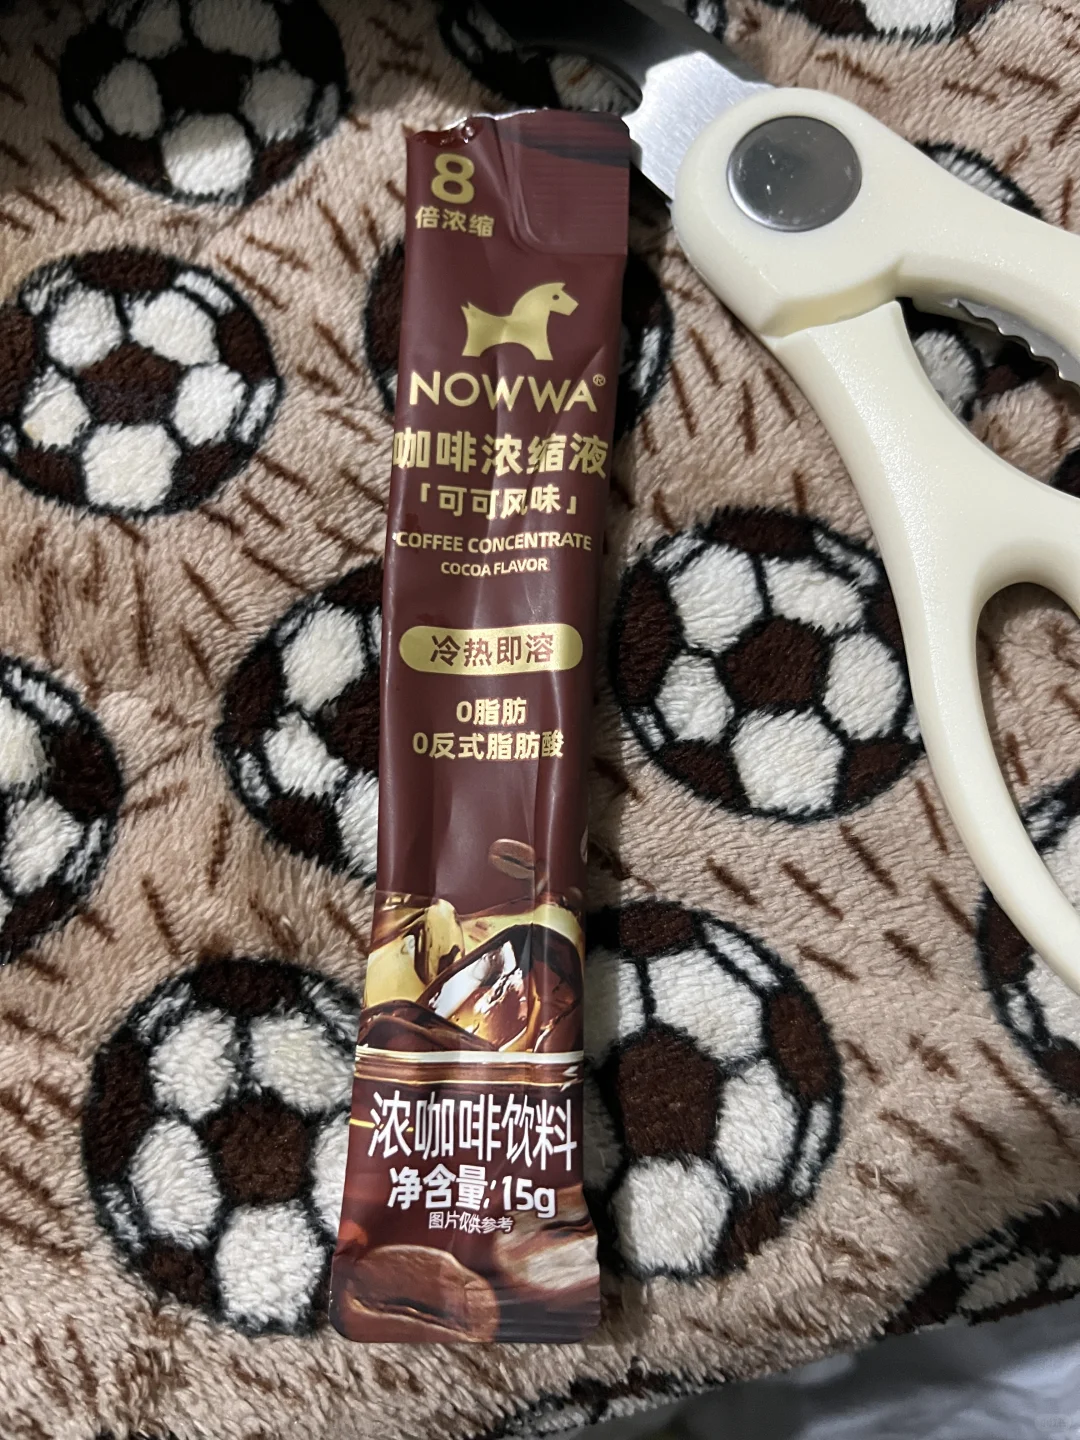 8
倍浓缩
NOWWA®
咖啡浓缩液
「可可风味」
COFFEE CONCENTRATE
COCOA FLAVOR
冷热即溶
0脂肪
0反式脂肪酸
浓咖啡饮料
净含量:15g
图片仅供参考